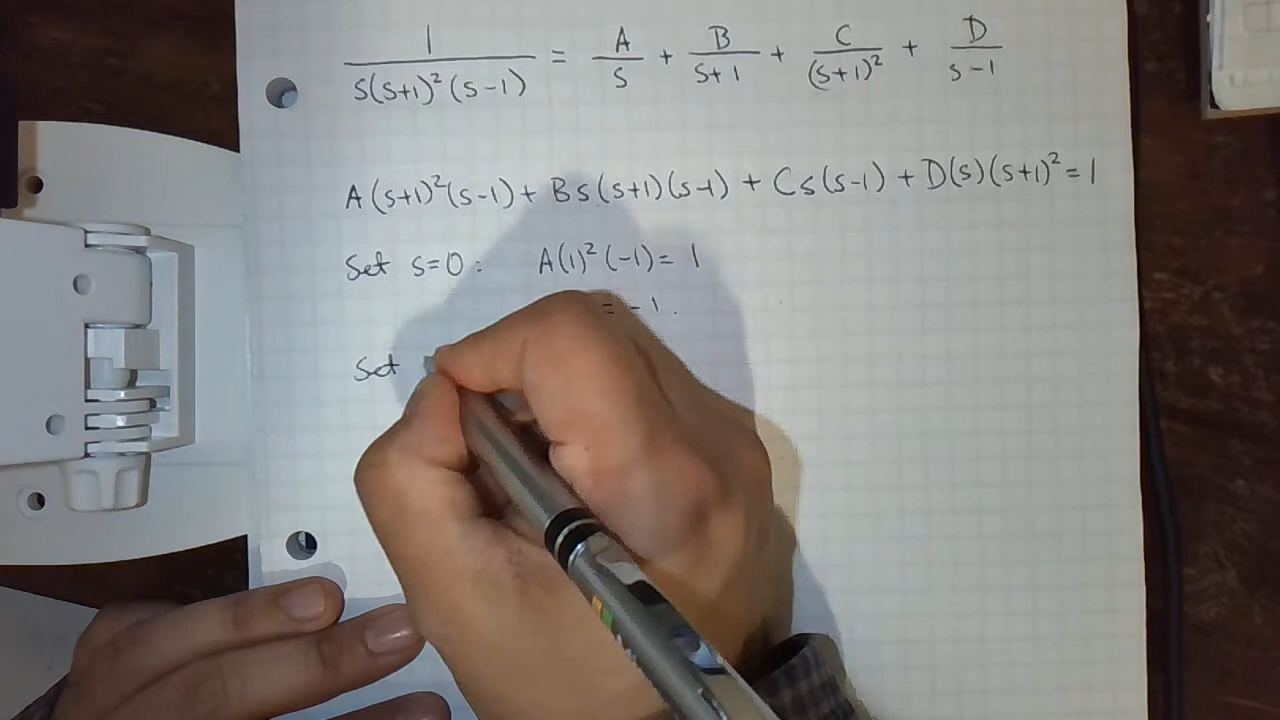 1/(s(s+1)²(s-1)) = A/s + B/(s+1) + C/(s+1)² + D/(s-1)
A(s+1)²(s-1) + Bs(s+1)(s-1) + Cs(s-1) + D(s)(s+1)² = 1
Set s=0: A(1)²(-1) = 1
= -1.
Set